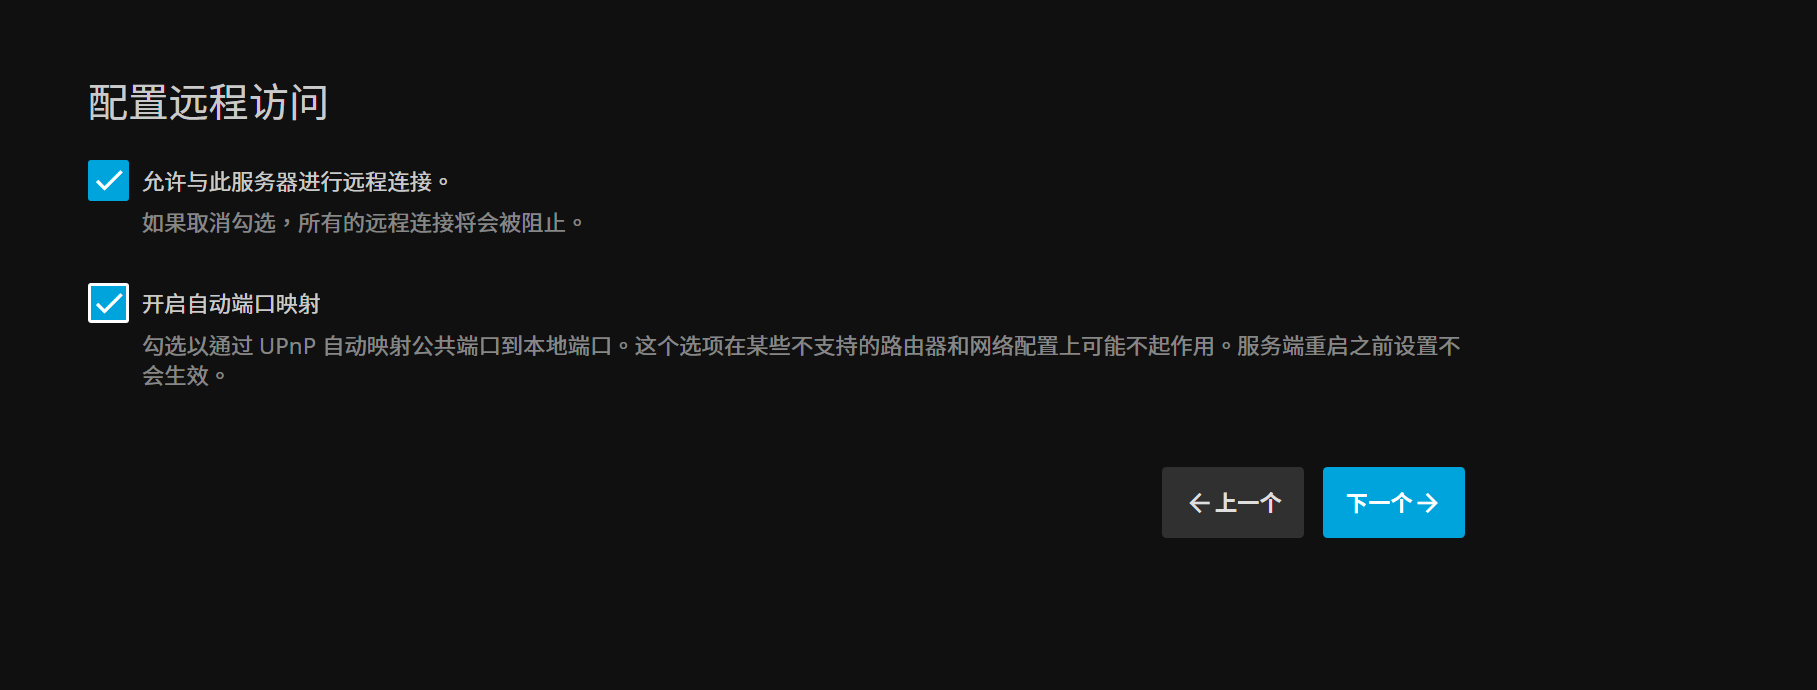 配置远程访问
允许与此服务器进行远程连接。
如果取消勾选，所有的远程连接将会被阻止。
开启自动端口映射
勾选以通过 UPnP 自动映射公共端口到本地端口。这个选项在某些不支持的路由器和网络配置上可能不起作用。服务端重启之前设置不
会生效。
上一个
下一个